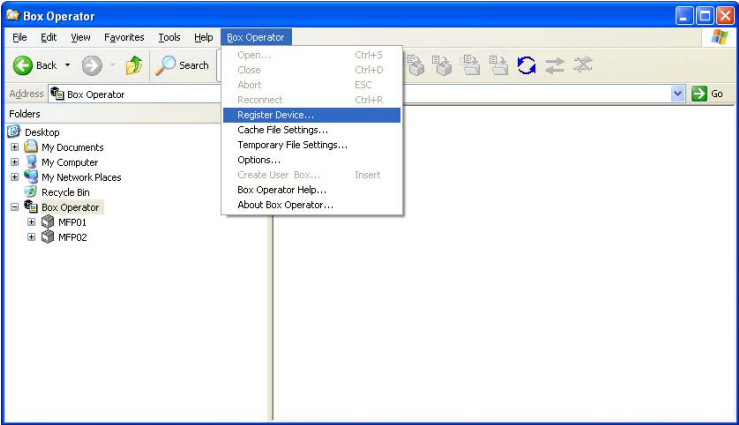 Box Operator
File Edit View Favorites Tools Help Box Operator
Back Search
Address Box Operator Go
Folders
Desktop
My Documents
My Computer
My Network Places
Recycle Bin
Box Operator
MFP01
MFP02
Open... Ctrl+S
Close Ctrl+D
Abort ESC
Reconnect Ctrl+R
Register Device...
Cache File Settings...
Temporary File Settings...
Options...
Create User Box... Insert
Box Operator Help...
About Box Operator...